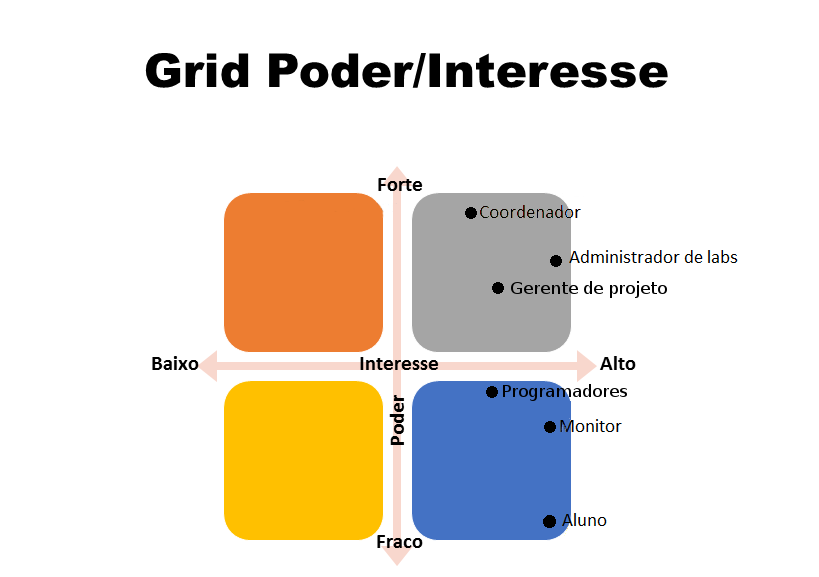 Grid Poder/Interesse
Forte
Coordenador
Administrador de labs
Gerente de projeto
Baixo
Interesse
Alto
Programadores
Poder
Monitor
Aluno
Fraco